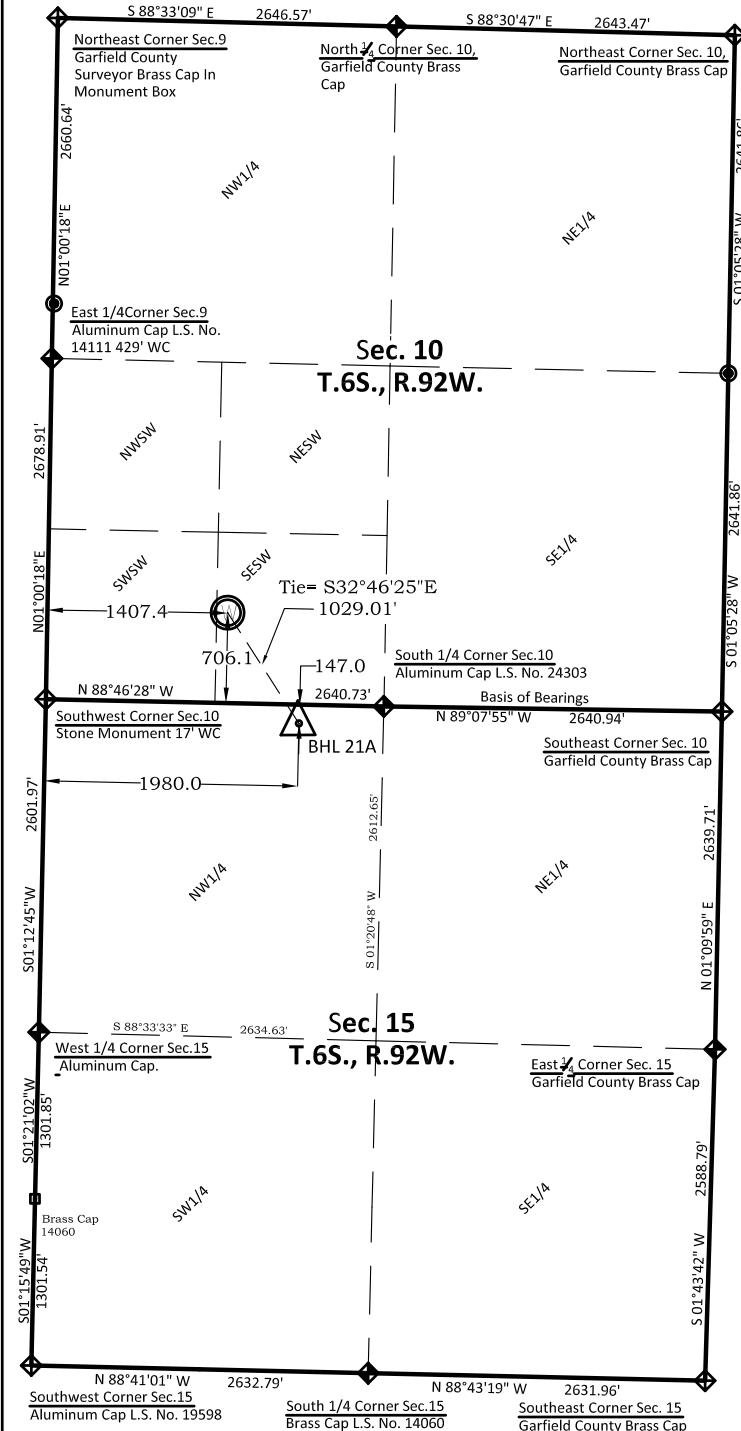 S 88°33'09" E 2646.57'
S 88°30'47" E 2643.47'
Northeast Corner Sec.9
Garfield County
Surveyor Brass Cap In
Monument Box
North 1/4 Corner Sec. 10,
Garfield County Brass
Cap
Northeast Corner Sec. 10,
Garfield County Brass Cap
2660.64'
N01°00'18"E
2641.86'
S 01°05'28" W
NW1/4
NE1/4
East 1/4Corner Sec.9
Aluminum Cap L.S. No.
14111 429' WC
Sec. 10
T.6S., R.92W.
2678.91'
N01°00'18"E
NWSW
NESW
SWSW
SESW
SE1/4
2641.86'
S 01°05'28" W
Tie= S32°46'25"E
1029.01'
1407.4
706.1
147.0
South 1/4 Corner Sec.10
Aluminum Cap L.S. No. 24303
N 88°46'28" W 2640.73'
Basis of Bearings
N 89°07'55" W 2640.94'
Southwest Corner Sec.10
Stone Monument 17' WC
BHL 21A
Southeast Corner Sec. 10
Garfield County Brass Cap
1980.0
2601.97'
S01°12'45"W
2612.65'
S 01°20'48" W
2639.71'
N 01°09'59" E
NW1/4
NE1/4
S 88°33'33" E 2634.63'
Sec. 15
T.6S., R.92W.
West 1/4 Corner Sec.15
Aluminum Cap.
East 1/4 Corner Sec. 15
Garfield County Brass Cap
S01°21'02"W
1301.85'
Brass Cap
14060
SW1/4
SE1/4
2588.79'
S 01°43'42" W
S01°15'49"W
1301.54'
N 88°41'01" W 2632.79'
N 88°43'19" W 2631.96'
Southwest Corner Sec.15
Aluminum Cap L.S. No. 19598
South 1/4 Corner Sec.15
Brass Cap L.S. No. 14060
Southeast Corner Sec. 15
Garfield County Brass Cap